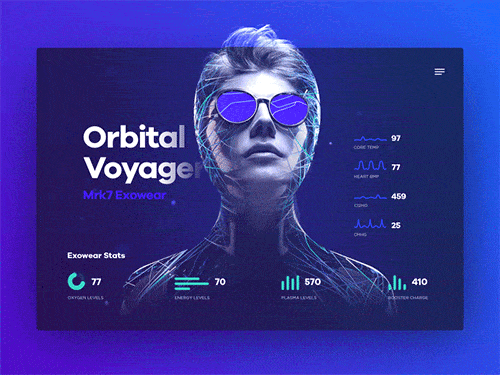 Orbital
Voyager
Mrk7 Exowear
97
CORE TEMP
77
HEART BMP
459
25
Exowear Stats
77
OXYGEN LEVELS
70
ENERGY LEVELS
570
PLASMA LEVELS
410
BOOSTER CHARGE